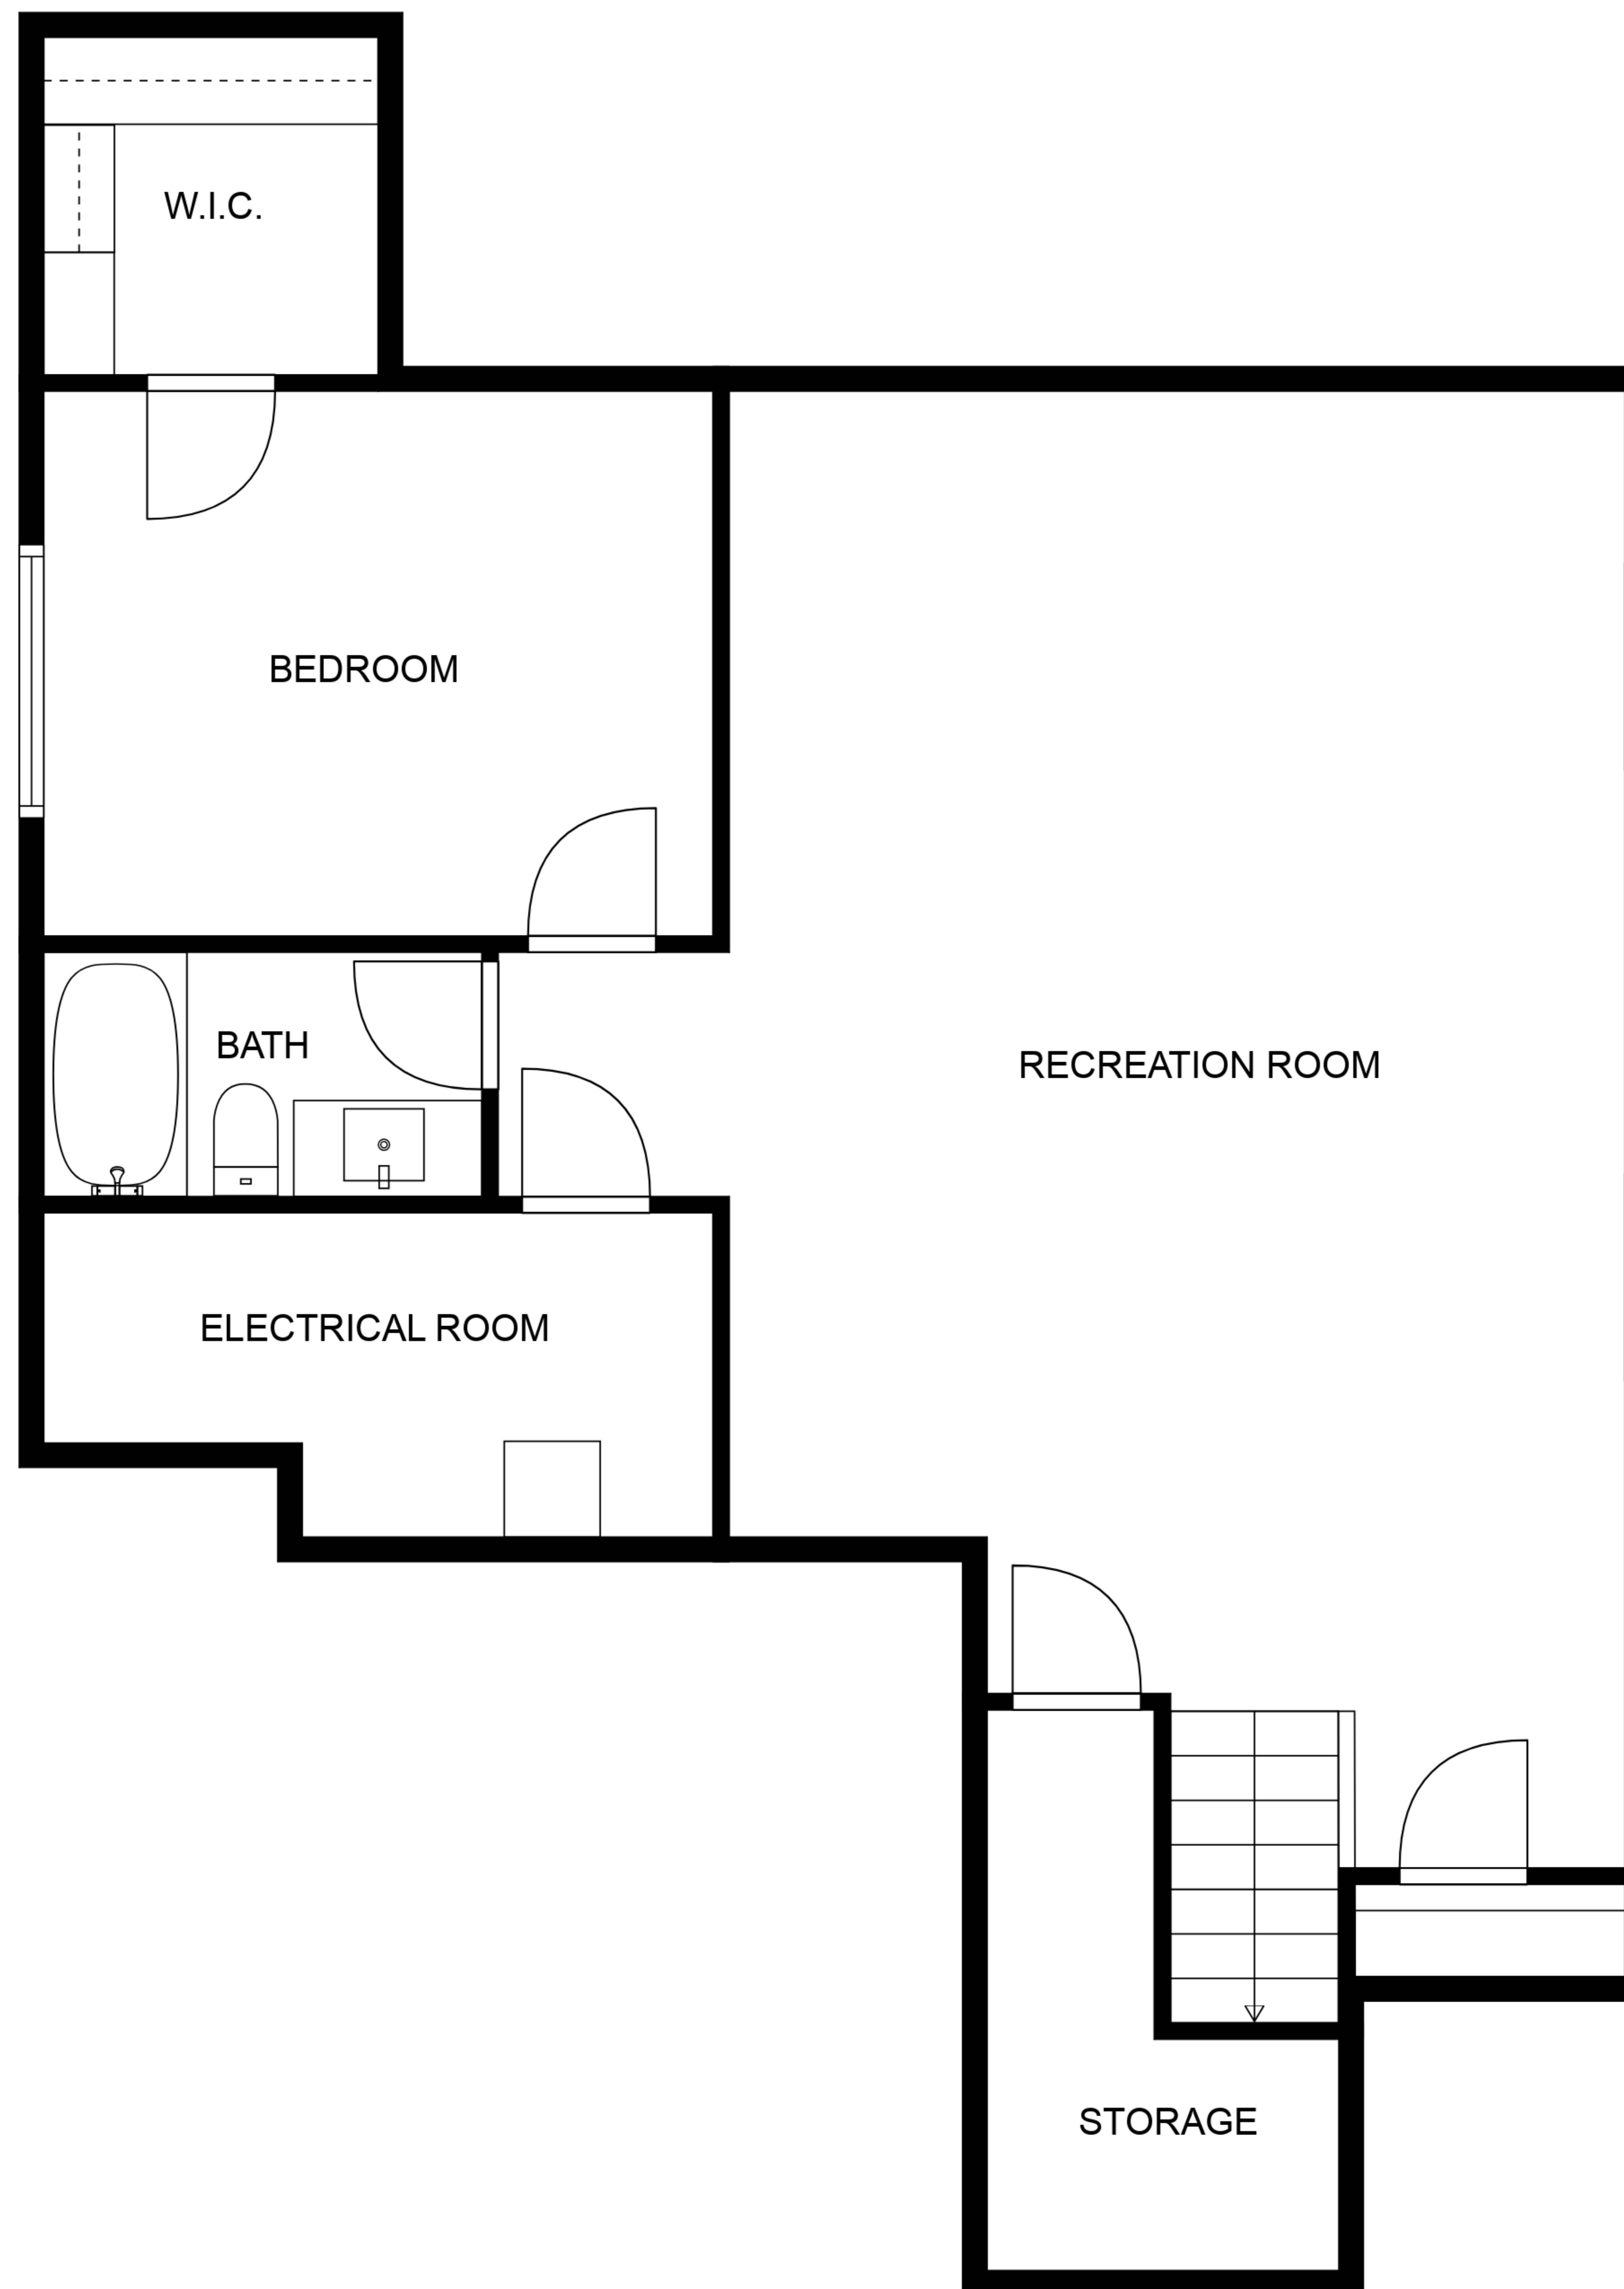 W.I.C.
BEDROOM
BATH
RECREATION ROOM
ELECTRICAL ROOM
STORAGE